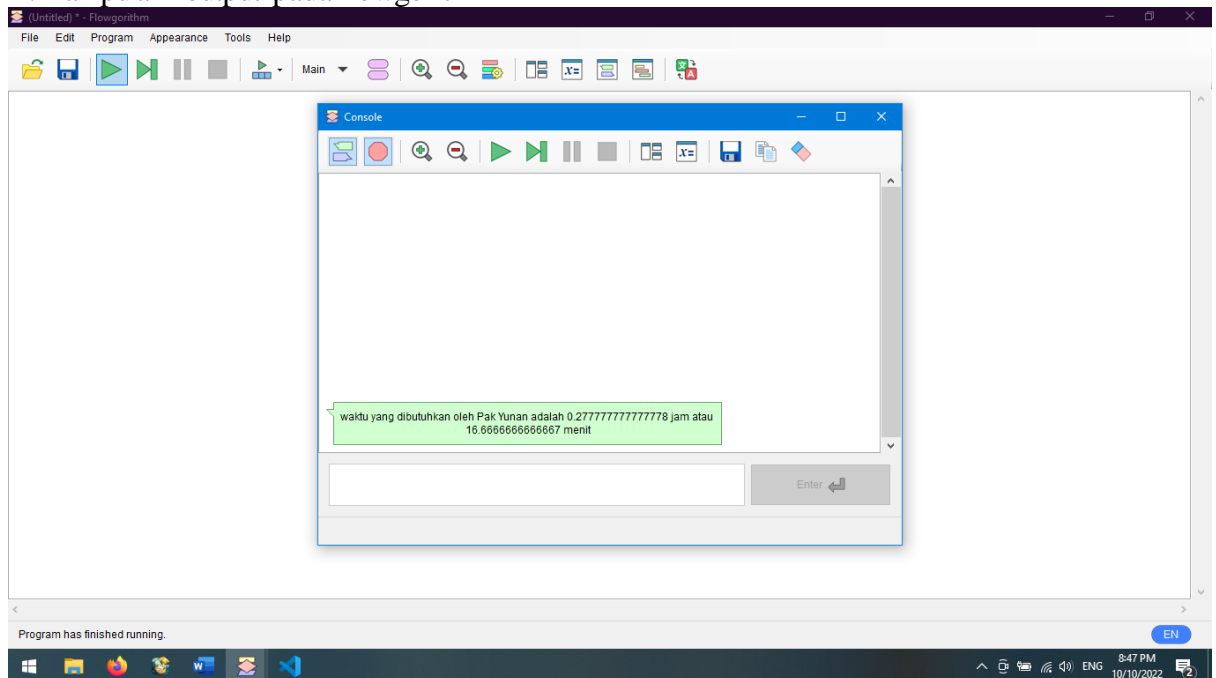 (Untitled) * - Flowgorithm
File Edit Program Appearance Tools Help
Main
x=
Console
x=
waktu yang dibutuhkan oleh Pak Yunan adalah 0.277777777777778 jam atau
16.6666666666667 menit
Enter
Program has finished running.
EN
ENG
8:47 PM
10/10/2022
2